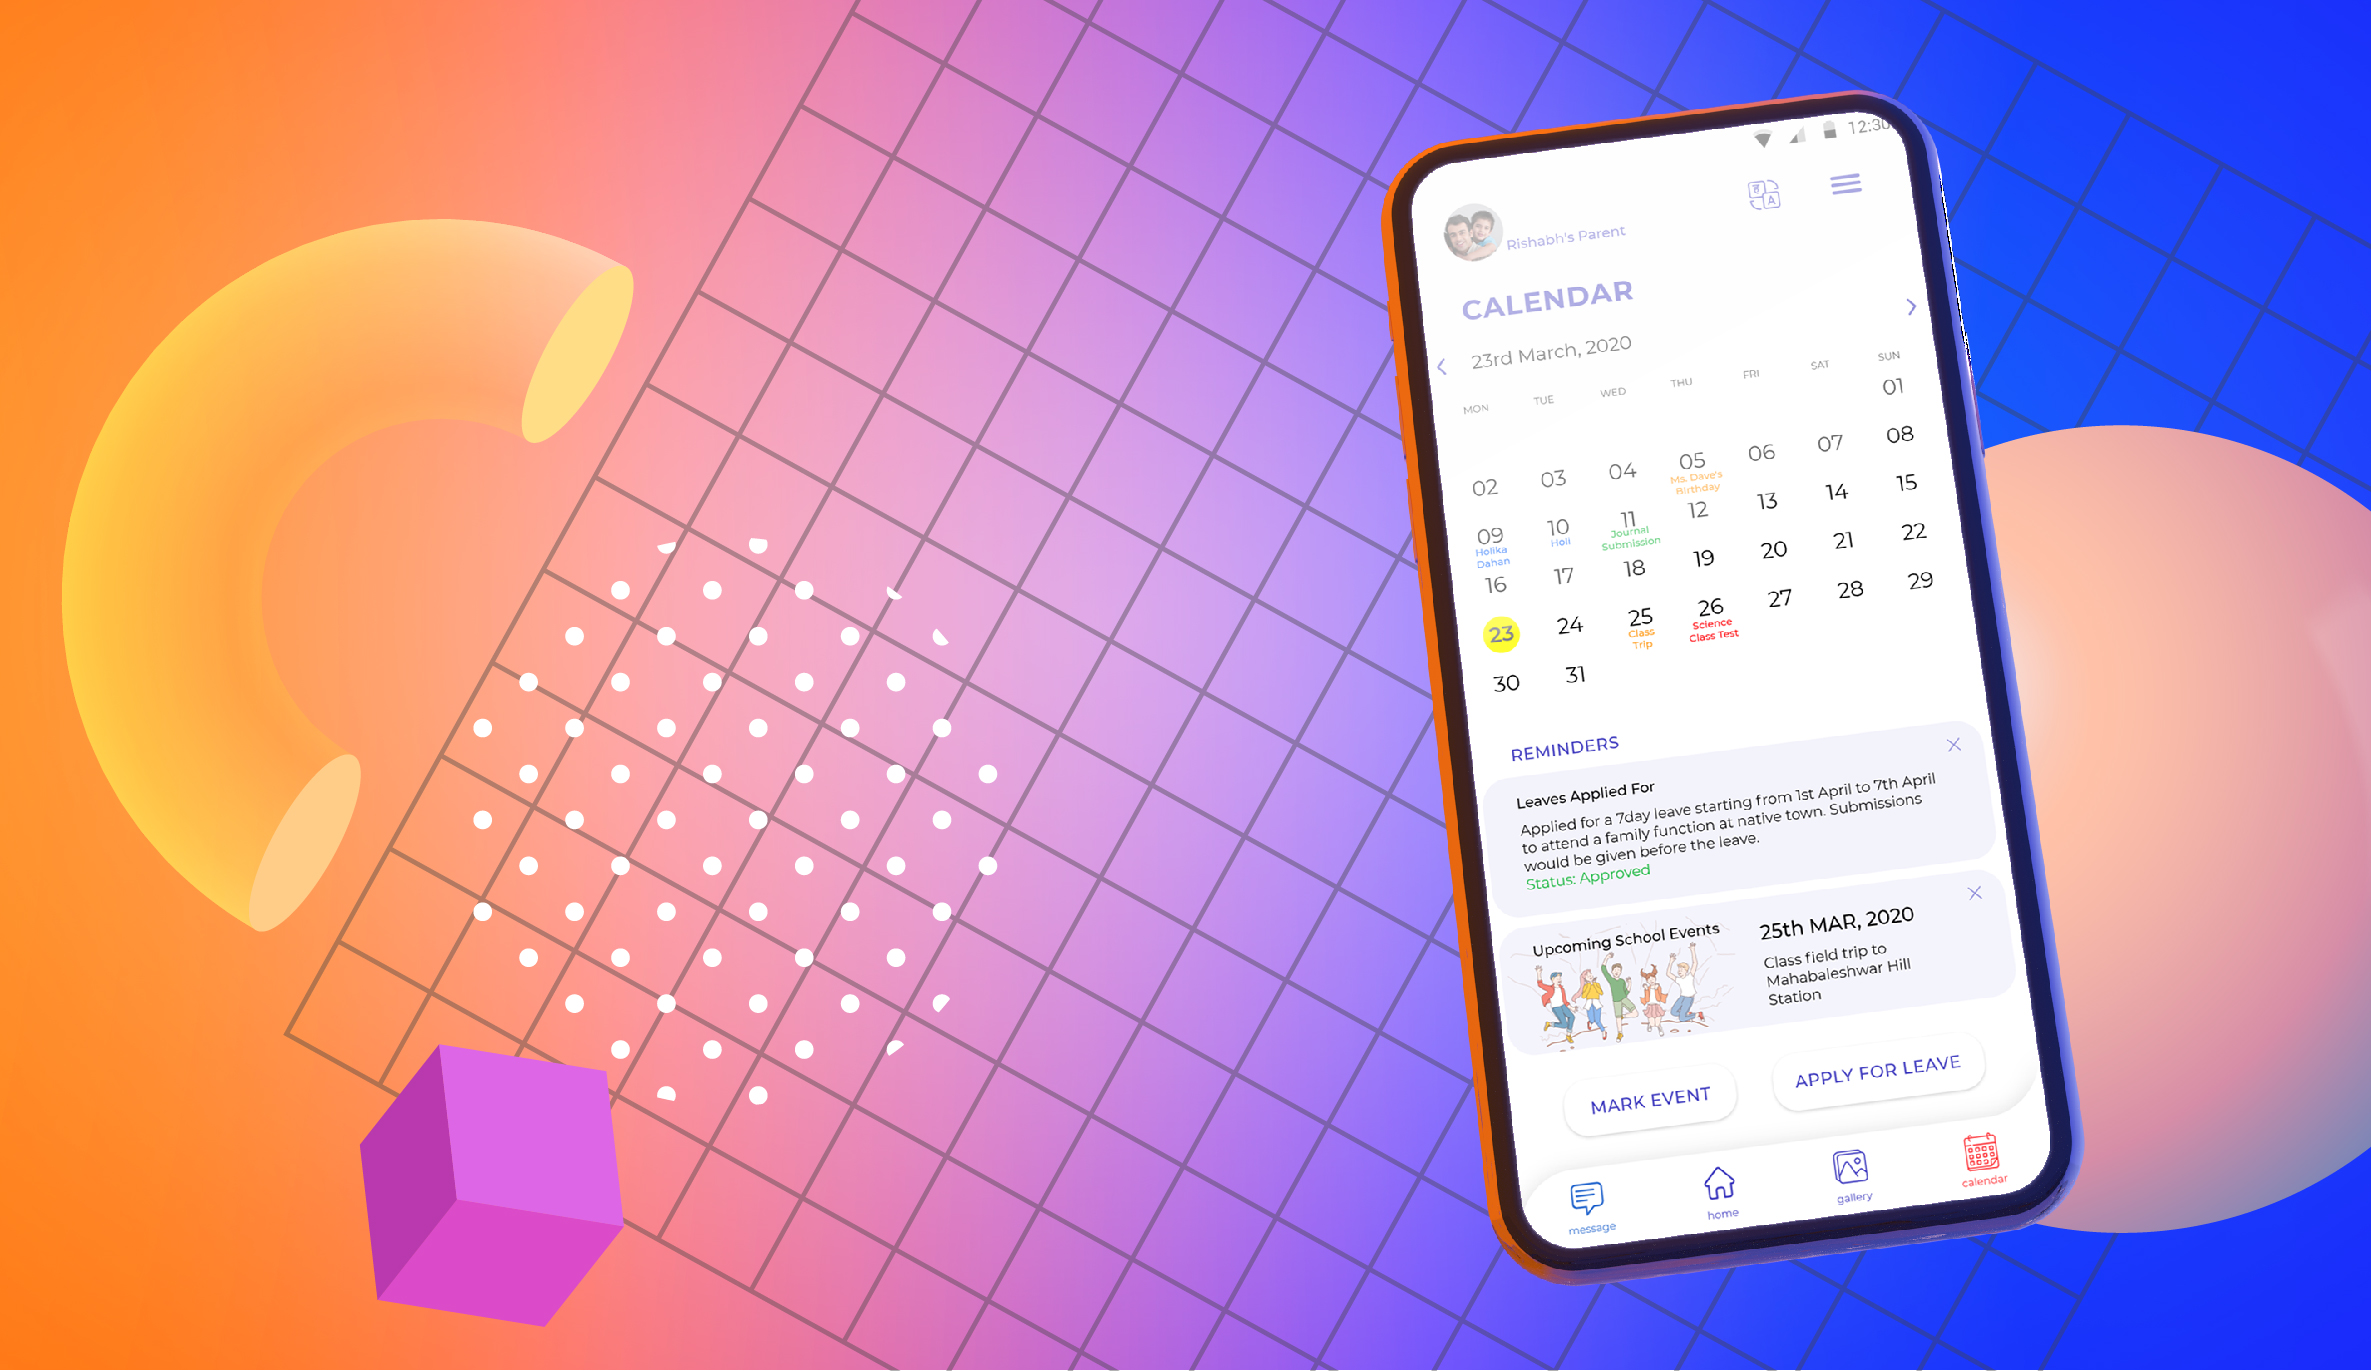 12:30
Rishabh's Parent
CALENDAR
23rd March, 2020
MON TUE WED THU FRI SAT SUN
01
02 03 04 05 06 07 08
Ms. Dave's
Birthday
09 10 11 12 13 14 15
Holika
Dahan
Holi
Journal
Submission
16 17 18 19 20 21 22
23 24 25 26 27 28 29
Class
Trip
Science
Class Test
30 31
REMINDERS
Leaves Applied For
Applied for a 7day leave starting from 1st April to 7th April
to attend a family function at native town. Submissions
would be given before the leave.
Status: Approved
Upcoming School Events
25th MAR, 2020
Class field trip to
Mahabaleshwar Hill
Station
MARK EVENT
APPLY FOR LEAVE
message
home
gallery
calendar